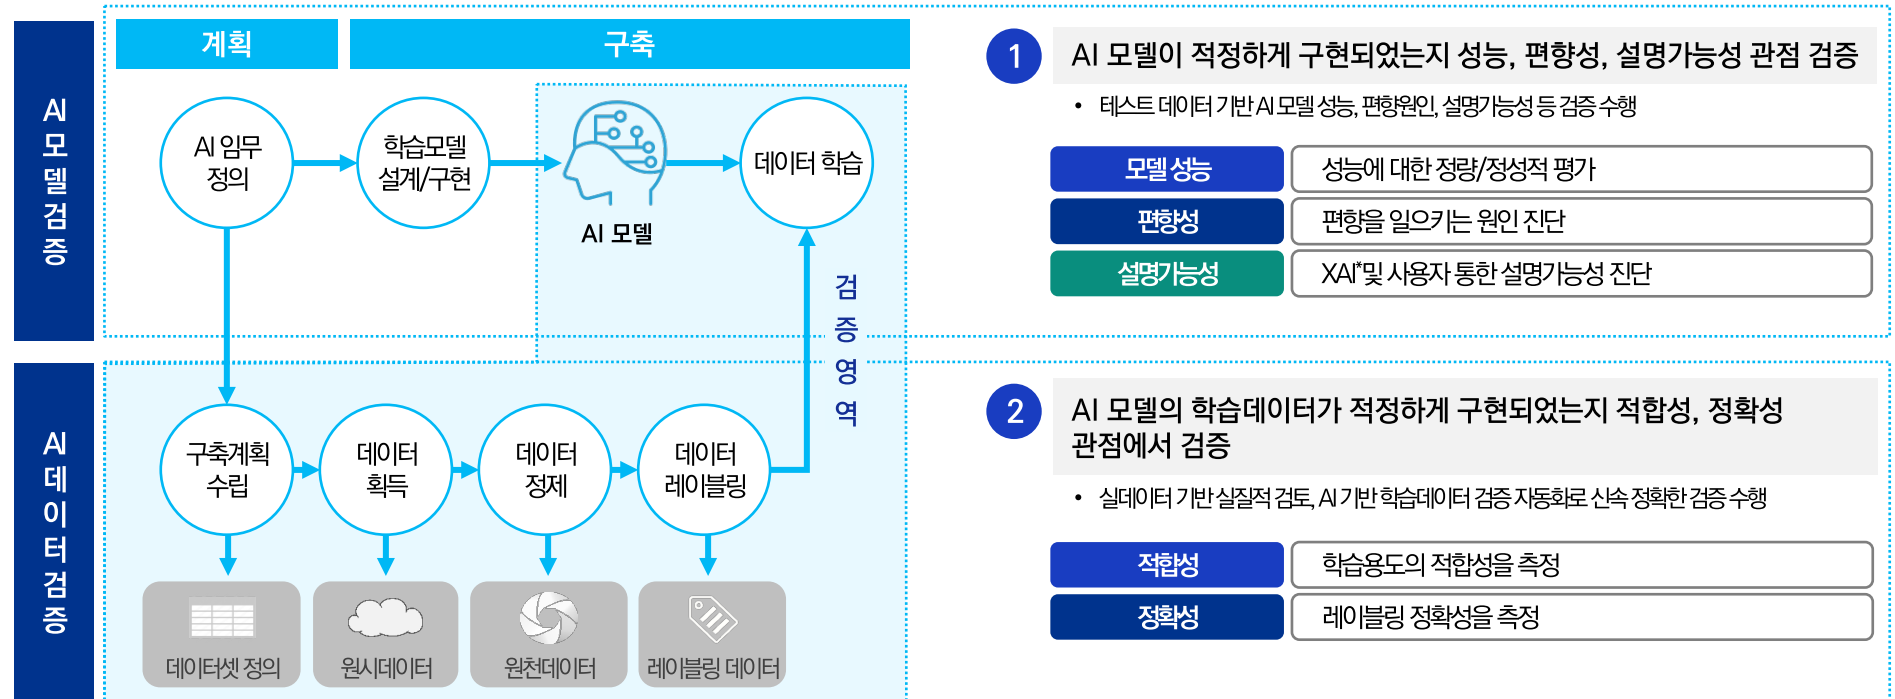 AI 모델검증
계획
구축
AI 임무
정의
학습모델
설계/구현
AI 모델
데이터 학습
검증영역
1
AI 모델이 적정하게 구현되었는지 성능, 편향성, 설명가능성 관점 검증
• 테스트 데이터 기반 AI 모델 성능, 편향원인, 설명가능성 등 검증 수행
모델 성능
성능에 대한 정량/정성적 평가
편향성
편향을 일으키는 원인 진단
설명가능성
XAI*및 사용자 통한 설명가능성 진단
AI 데이터검증
구축계획
수립
데이터
획득
데이터
정제
데이터
레이블링
데이터셋 정의
원시데이터
원천데이터
레이블링 데이터
2
AI 모델의 학습데이터가 적정하게 구현되었는지 적합성, 정확성
관점에서 검증
• 실데이터 기반 실질적 검토, AI 기반 학습데이터 검증 자동화로 신속 정확한 검증 수행
적합성
학습용도의 적합성을 측정
정확성
레이블링 정확성을 측정